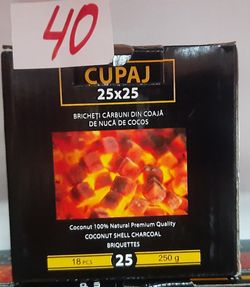 40
CUPAJ
25x25
BRICHEȚI CĂRBUNI DIN COAJĂ
DE NUCĂ DE COCOS
Coconut 100% Natural Premium Quality
COCONUT SHELL CHARCOAL
BRIQUETTES
18 PCS 25 250 g